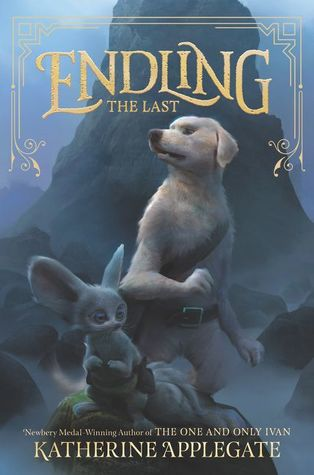 ENDLING
THE LAST
Newbery Medal-Winning Author of THE ONE AND ONLY IVAN
KATHERINE APPLEGATE